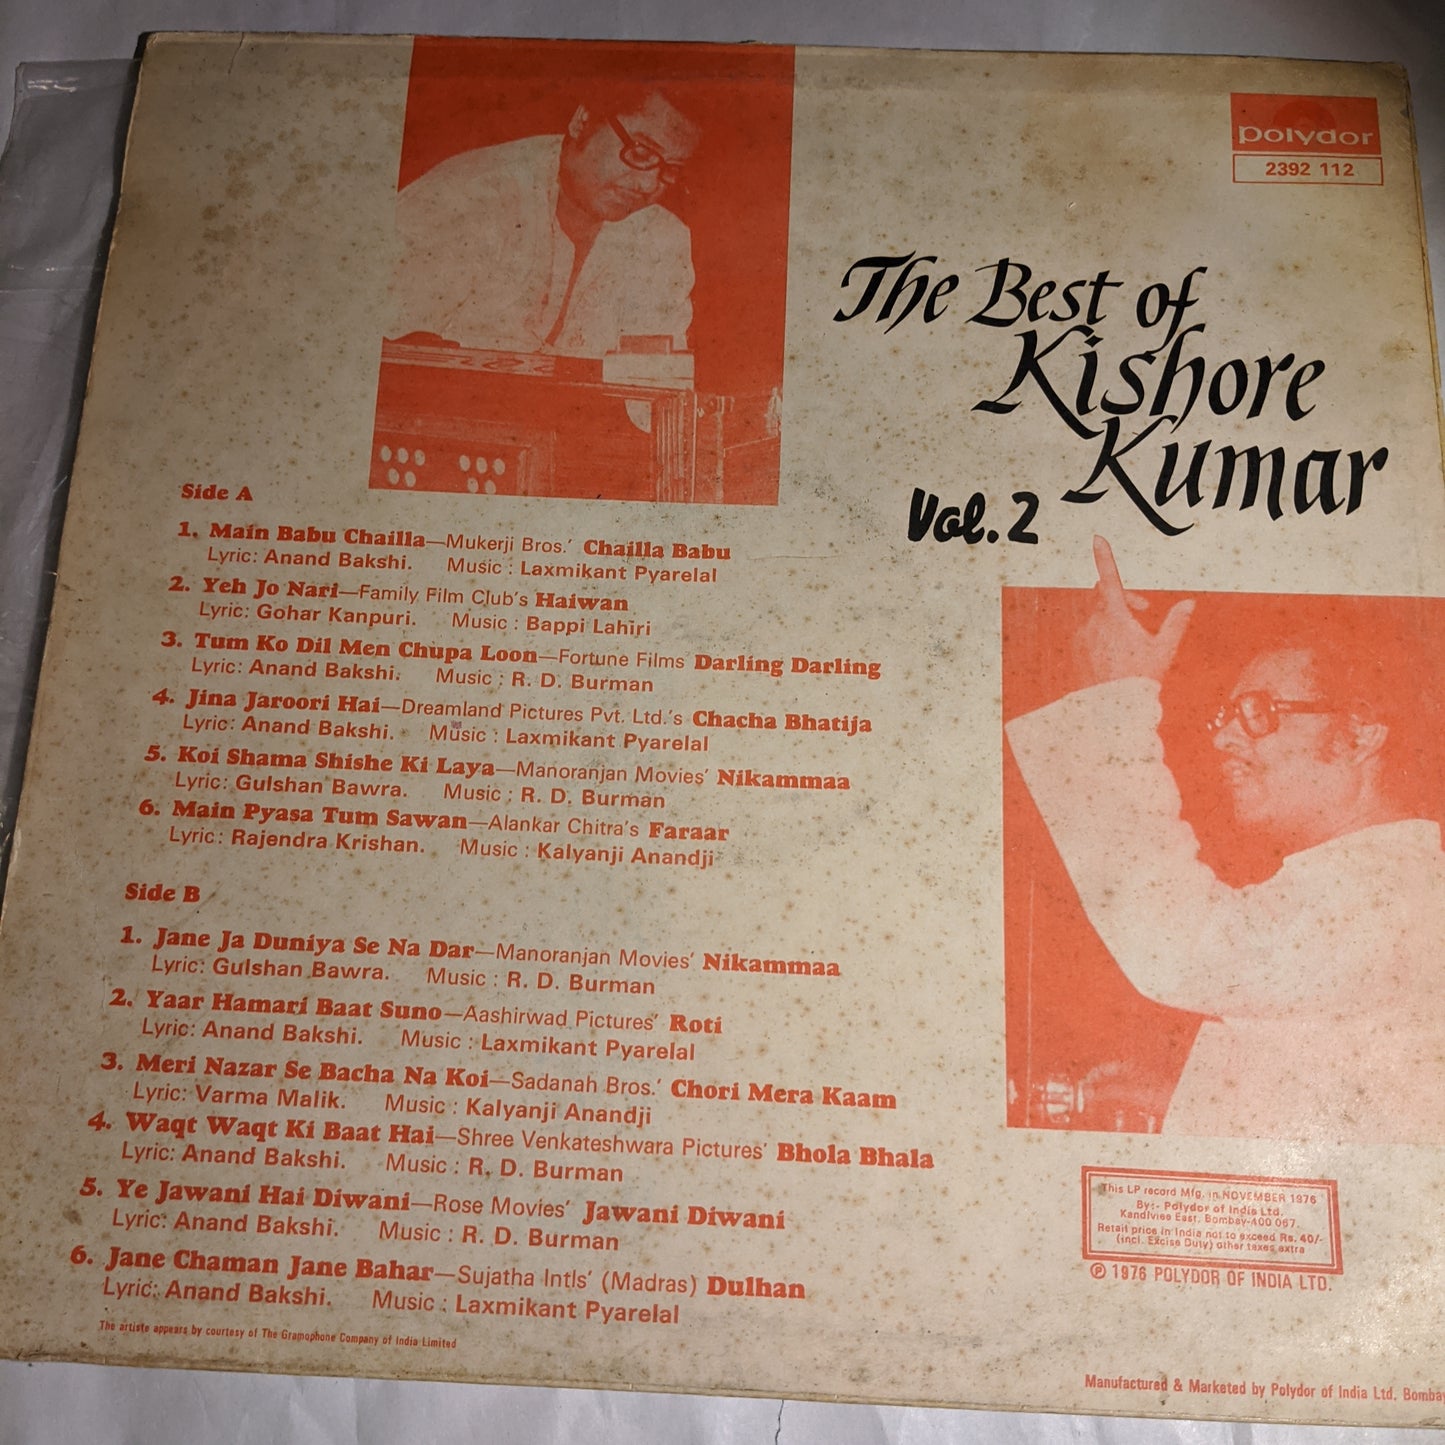 polydor
2392 112
The Best of
Kishore
Kumar
Vol. 2
Side A
1. Main Babu Chailla—Mukerji Bros.' Chailla Babu
Lyric: Anand Bakshi. Music : Laxmikant Pyarelal
2. Yeh Jo Nari—Family Film Club's Haiwan
Lyric: Gohar Kanpuri. Music : Bappi Lahiri
3. Tum Ko Dil Men Chupa Loon—Fortune Films' Darling Darling
Lyric: Anand Bakshi. Music : R. D. Burman
4. Jina Jaroori Hai—Dreamland Pictures Pvt. Ltd.'s Chacha Bhatija
Lyric: Anand Bakshi. Music : Laxmikant Pyarelal
5. Koi Shama Shishe Ki Laya—Manoranjan Movies' Nikammaa
Lyric: Gulshan Bawra. Music : R. D. Burman
6. Main Pyasa Tum Sawan—Alankar Chitra's Faraar
Lyric: Rajendra Krishan. Music : Kalyanji Anandji
Side B
1. Jane Ja Duniya Se Na Dar—Manoranjan Movies' Nikammaa
Lyric: Gulshan Bawra. Music : R. D. Burman
2. Yaar Hamari Baat Suno—Aashirwad Pictures' Roti
Lyric: Anand Bakshi. Music : Laxmikant Pyarelal
3. Meri Nazar Se Bacha Na Koi—Sadanah Bros.' Chori Mera Kaam
Lyric: Varma Malik. Music : Kalyanji Anandji
4. Waqt Waqt Ki Baat Hai—Shree Venkateshwara Pictures' Bhola Bhala
Lyric: Anand Bakshi. Music : R. D. Burman
5. Ye Jawani Hai Diwani—Rose Movies' Jawani Diwani
Lyric: Anand Bakshi. Music : R. D. Burman
6. Jane Chaman Jane Bahar—Sujatha Intls' (Madras) Dulhan
Lyric: Anand Bakshi. Music : Laxmikant Pyarelal
The artiste appears by courtesy of The Gramophone Company of India Limited
This LP record Mfg. in NOVEMBER 1976
By:- Polydor of India Ltd.
Kandivlee East, Bombay-400 067.
Retail price in India not to exceed Rs. 40/-
(incl. Excise Duty) other taxes extra
℗ 1976 POLYDOR OF INDIA LTD.
Manufactured & Marketed by Polydor of India Ltd. Bombay